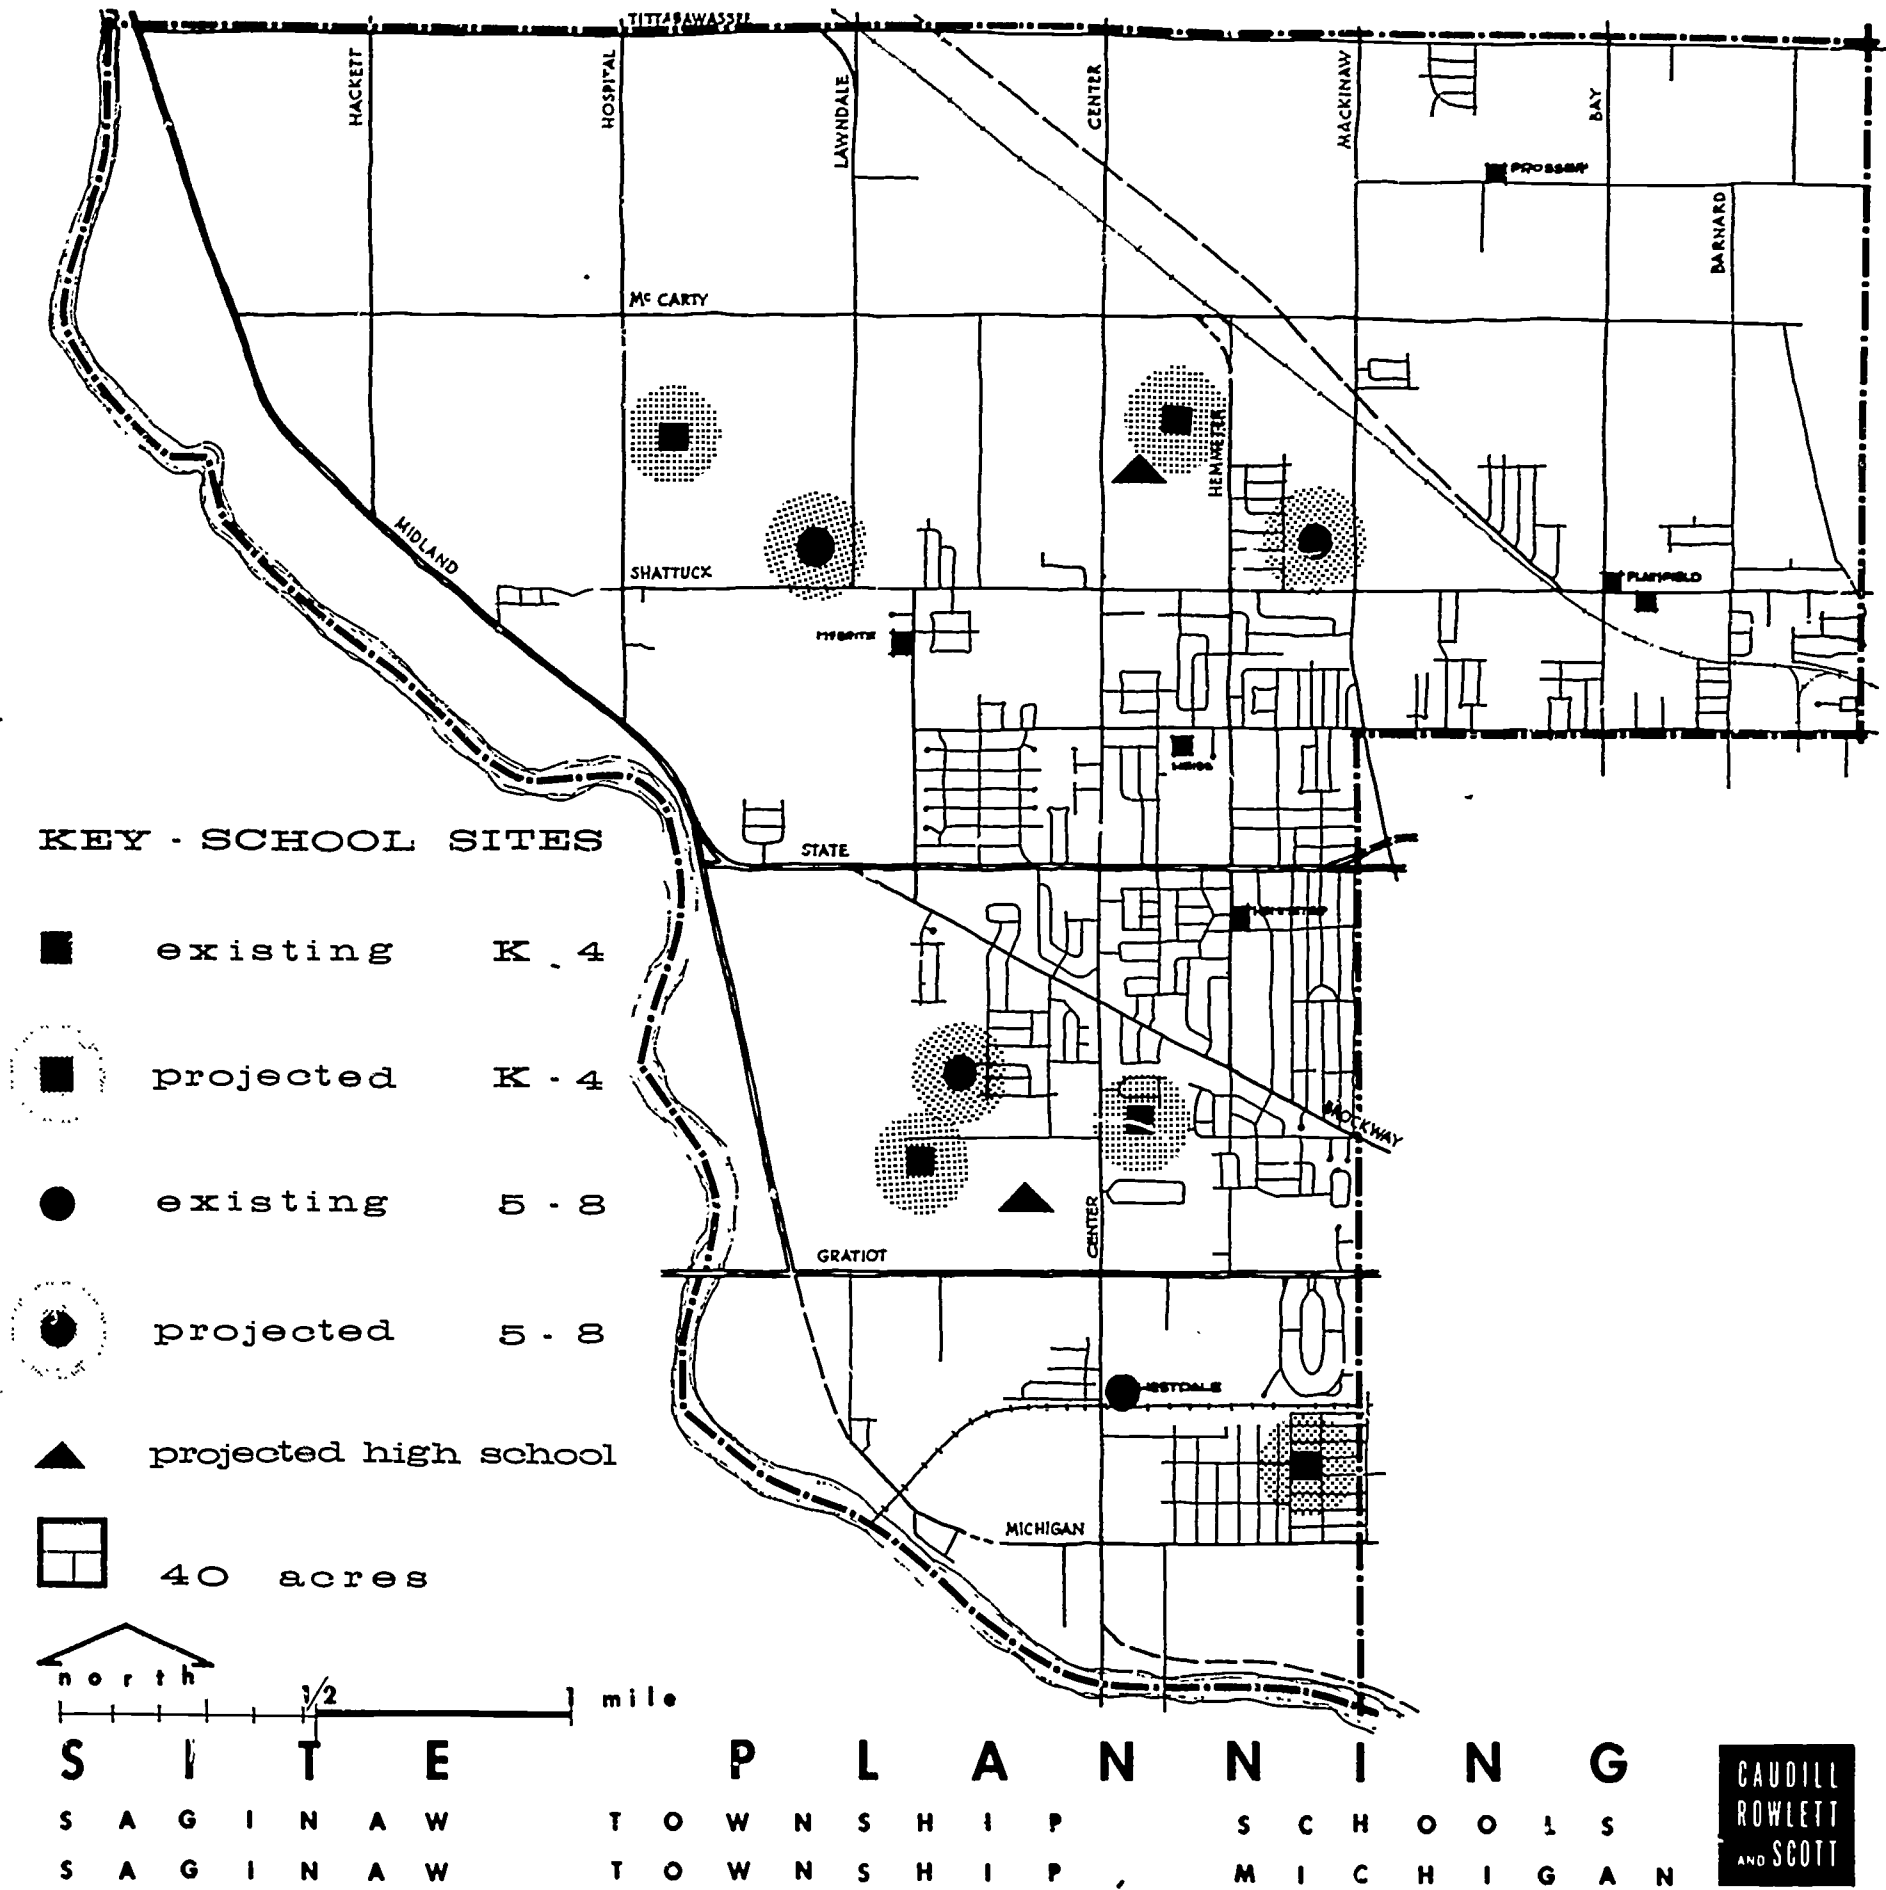 TITTABAWASSEE
HACKETT
HOSPITAL
LAWNDALE
CENTER
MACKINAW
BAY
BARNARD
Mc CARTY
HEMMETER
MIDLAND
SHATTUCK
PLAINFIELD
STATE
BROCKWAY
CENTER
GRATIOT
MICHIGAN
KEY - SCHOOL SITES
existing K - 4
projected K - 4
existing 5 - 8
projected 5 - 8
projected high school
40 acres
north
1/2 1 mile
SITE PLANNING
SAGINAW TOWNSHIP SCHOOLS
SAGINAW TOWNSHIP, MICHIGAN
CAUDILL
ROWLETT
AND SCOTT